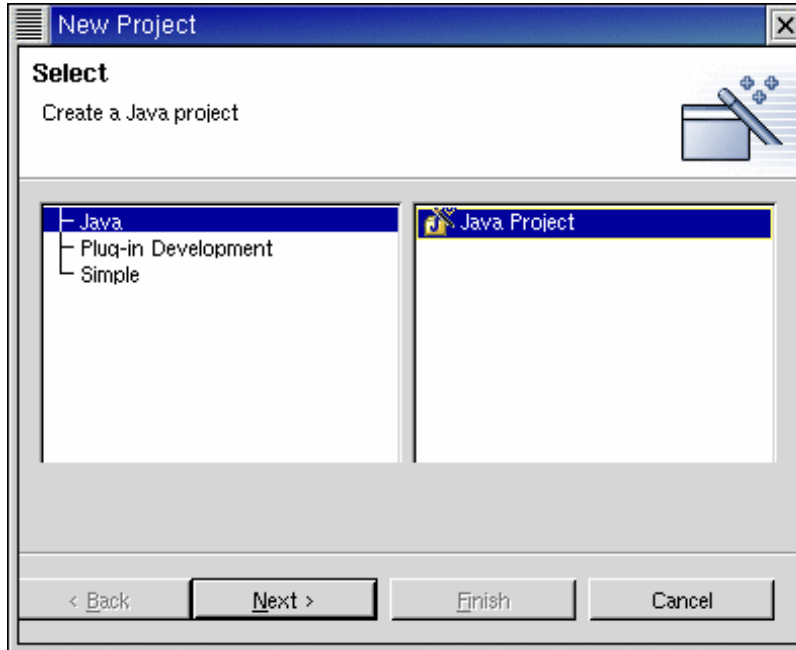 New Project
Select
Create a Java project
Java
Plug-in Development
Simple
Java Project
< Back
Next >
Finish
Cancel